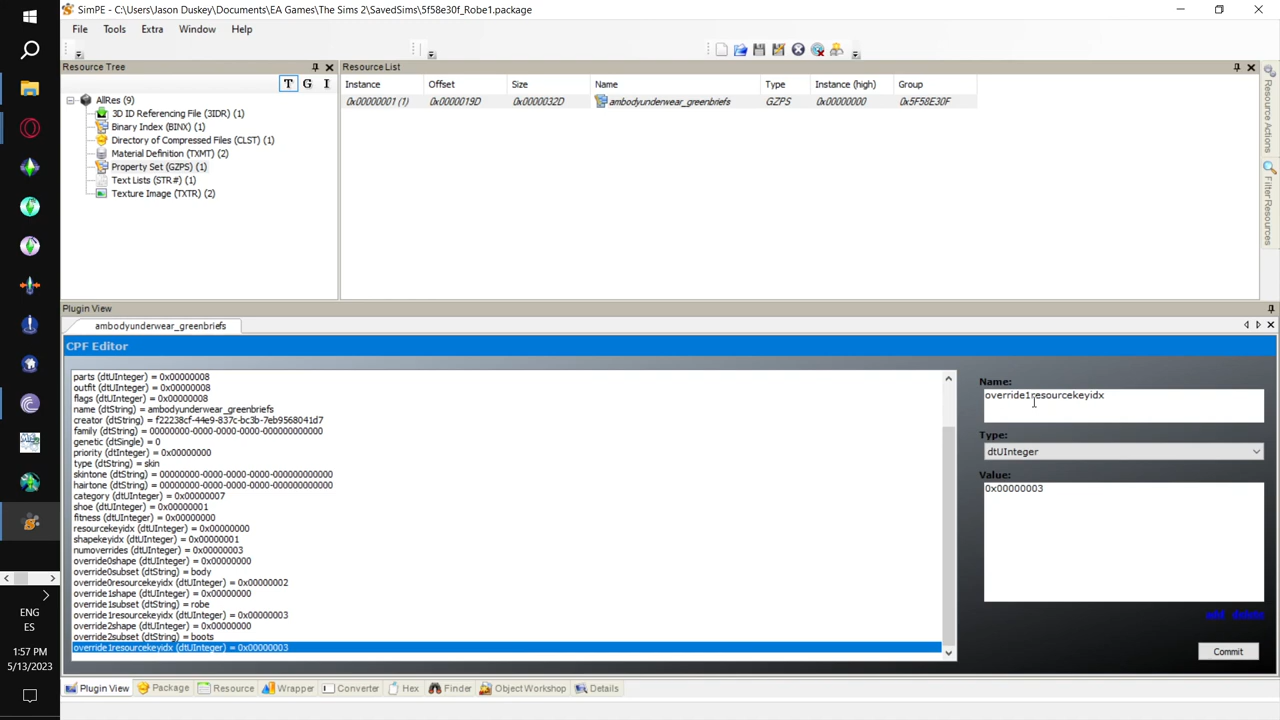 SimPE - C:\Users\Jason Duskey\Documents\EA Games\The Sims 2\SavedSims\5f58e30f_Robe1.package
File Tools Extra Window Help
Resource Tree
T G I
AllRes (9)
3D ID Referencing File (3IDR) (1)
Binary Index (BINX) (1)
Directory of Compressed Files (CLST) (1)
Material Definition (TXMT) (2)
Property Set (GZPS) (1)
Text Lists (STR#) (1)
Texture Image (TXTR) (2)
Resource List
Instance Offset Size Name Type Instance (high) Group
0x00000001 (1) 0x0000019D 0x0000032D ambodyunderwear_greenbriefs GZPS 0x00000000 0x5F58E30F
Resource Actions
Filter Resources
Plugin View
ambodyunderwear_greenbriefs
CPF Editor
parts (dtUInteger) = 0x00000008
outfit (dtUInteger) = 0x00000008
flags (dtUInteger) = 0x00000008
name (dtString) = ambodyunderwear_greenbriefs
creator (dtString) = f22238cf-44e9-837c-bc3b-7eb9568041d7
family (dtString) = 00000000-0000-0000-0000-000000000000
genetic (dtSingle) = 0
priority (dtInteger) = 0x00000000
type (dtString) = skin
skintone (dtString) = 00000000-0000-0000-0000-000000000000
hairtone (dtString) = 00000000-0000-0000-0000-000000000000
category (dtUInteger) = 0x00000007
shoe (dtUInteger) = 0x00000001
fitness (dtUInteger) = 0x00000000
resourcekeyidx (dtUInteger) = 0x00000000
shapekeyidx (dtUInteger) = 0x00000001
numoverrides (dtUInteger) = 0x00000003
override0shape (dtUInteger) = 0x00000000
override0subset (dtString) = body
override0resourcekeyidx (dtUInteger) = 0x00000002
override1shape (dtUInteger) = 0x00000000
override1subset (dtString) = robe
override1resourcekeyidx (dtUInteger) = 0x00000003
override2shape (dtUInteger) = 0x00000000
override2subset (dtString) = boots
override1resourcekeyidx (dtUInteger) = 0x00000003
Name:
override1resourcekeyidx
Type:
dtUInteger
Value:
0x00000003
add delete
Commit
Plugin View Package Resource Wrapper Converter Hex Finder Object Workshop Details
ENG
ES
1:57 PM
5/13/2023